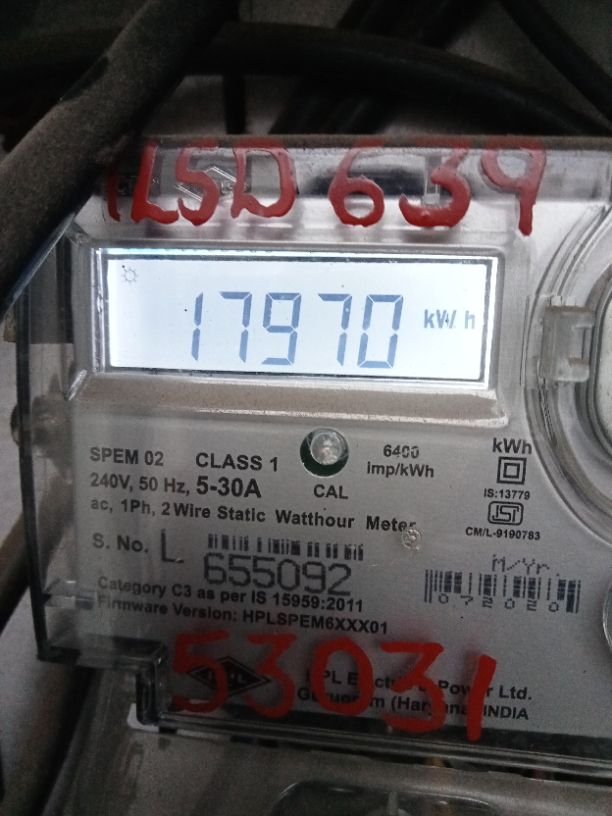 LSD 639
17970 kWh
SPEM 02 CLASS 1
6400
imp/kWh
kWh
240V, 50 Hz, 5-30A
CAL
IS:13779
ac, 1Ph, 2 Wire Static Watthour Meter
CM/L-9190783
S. No. L
655092
M/Yr.
072020
Category C3 as per IS 15959:2011
Firmware Version: HPLSPEM6XXX01
53031
Power Ltd.
INDIA